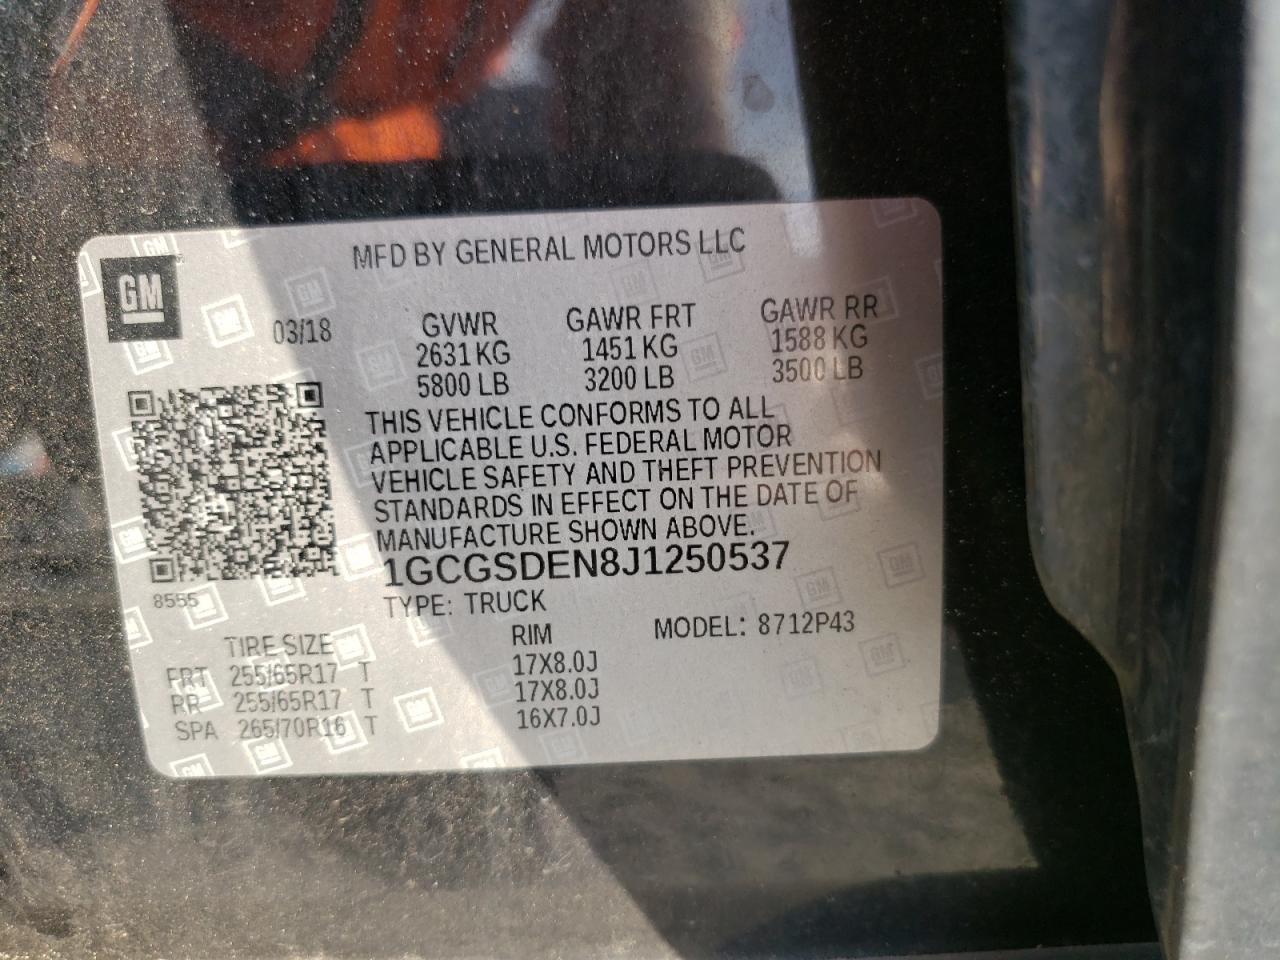 MFD BY GENERAL MOTORS LLC
GM
03/18
GVWR GAWR FRT GAWR RR
2631 KG 1451 KG 1588 KG
5800 LB 3200 LB 3500 LB
THIS VEHICLE CONFORMS TO ALL
APPLICABLE U.S. FEDERAL MOTOR
VEHICLE SAFETY AND THEFT PREVENTION
STANDARDS IN EFFECT ON THE DATE OF
MANUFACTURE SHOWN ABOVE.
1GCGSDEN8J1250537
8555
TYPE: TRUCK
TIRE SIZE RIM MODEL: 8712P43
FRT 255/65R17 T 17X8.0J
RR 255/65R17 T 17X8.0J
SPA 265/70R16 T 16X7.0J